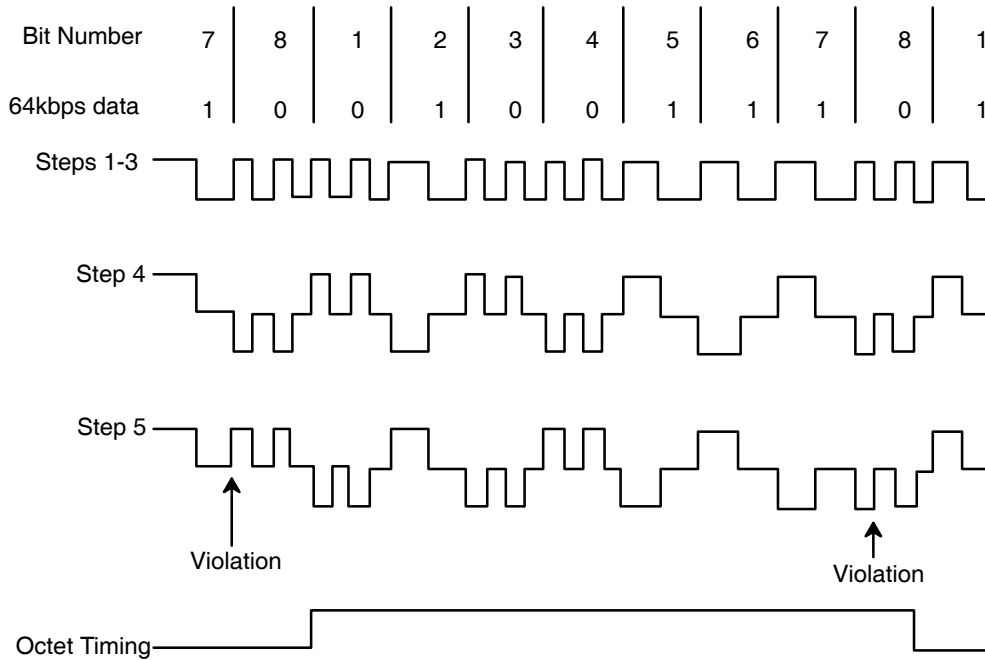 Bit Number 7 8 1 2 3 4 5 6 7 8 1
64kbps data 1 0 0 1 0 0 1 1 1 0 1
Steps 1-3
Step 4
Step 5
Violation
Violation
Octet Timing